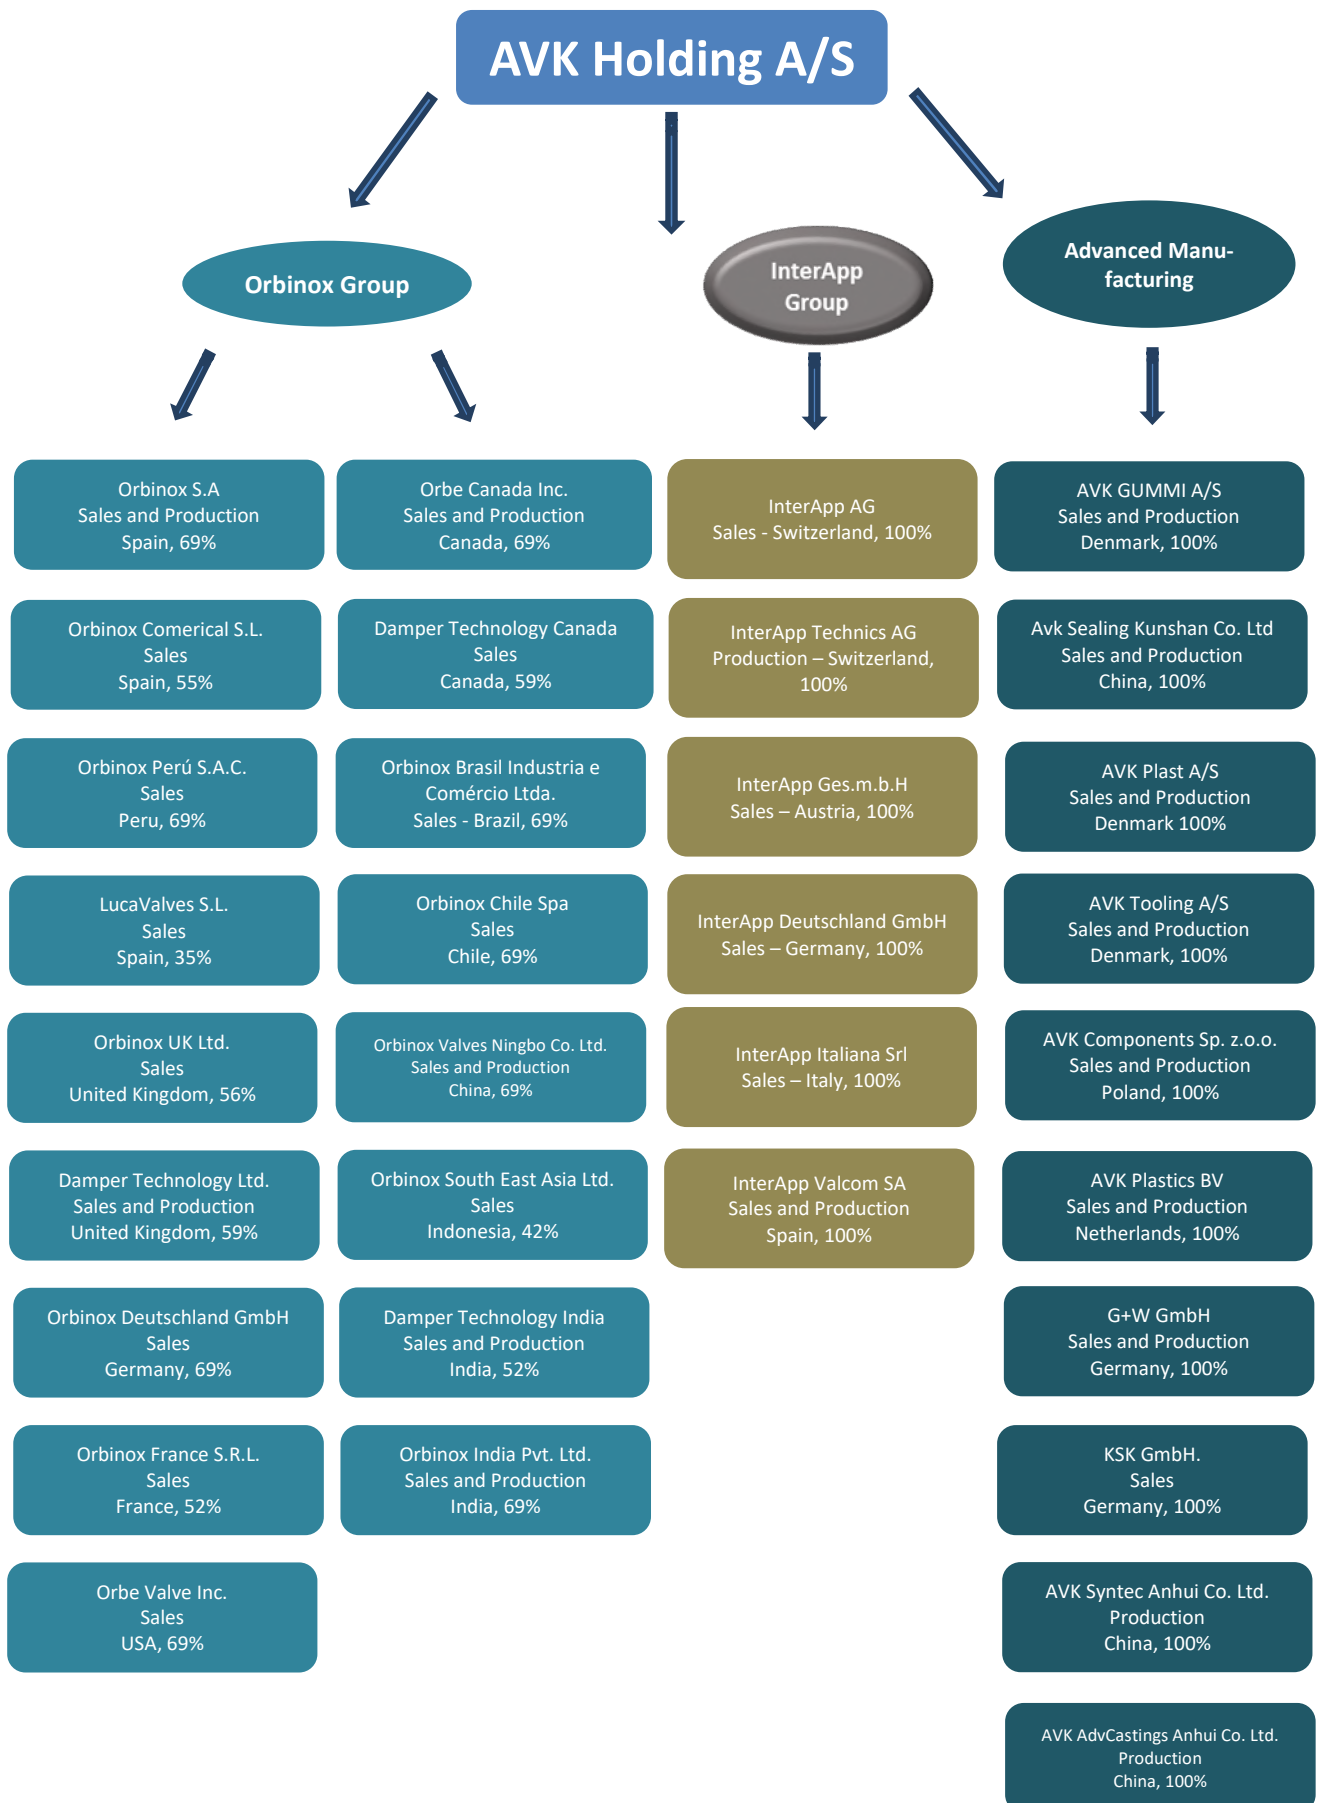 AVK Holding A/S
Orbinox Group
InterApp
Group
Advanced Manu-
facturing
Orbinox S.A
Sales and Production
Spain, 69%
Orbinox Comerical S.L.
Sales
Spain, 55%
Orbinox Perú S.A.C.
Sales
Peru, 69%
LucaValves S.L.
Sales
Spain, 35%
Orbinox UK Ltd.
Sales
United Kingdom, 56%
Damper Technology Ltd.
Sales and Production
United Kingdom, 59%
Orbinox Deutschland GmbH
Sales
Germany, 69%
Orbinox France S.R.L.
Sales
France, 52%
Orbe Valve Inc.
Sales
USA, 69%
Orbe Canada Inc.
Sales and Production
Canada, 69%
Damper Technology Canada
Sales
Canada, 59%
Orbinox Brasil Industria e
Comércio Ltda.
Sales - Brazil, 69%
Orbinox Chile Spa
Sales
Chile, 69%
Orbinox Valves Ningbo Co. Ltd.
Sales and Production
China, 69%
Orbinox South East Asia Ltd.
Sales
Indonesia, 42%
Damper Technology India
Sales and Production
India, 52%
Orbinox India Pvt. Ltd.
Sales and Production
India, 69%
InterApp AG
Sales - Switzerland, 100%
InterApp Technics AG
Production – Switzerland,
100%
InterApp Ges.m.b.H
Sales – Austria, 100%
InterApp Deutschland GmbH
Sales – Germany, 100%
InterApp Italiana Srl
Sales – Italy, 100%
InterApp Valcom SA
Sales and Production
Spain, 100%
AVK GUMMI A/S
Sales and Production
Denmark, 100%
Avk Sealing Kunshan Co. Ltd
Sales and Production
China, 100%
AVK Plast A/S
Sales and Production
Denmark 100%
AVK Tooling A/S
Sales and Production
Denmark, 100%
AVK Components Sp. z.o.o.
Sales and Production
Poland, 100%
AVK Plastics BV
Sales and Production
Netherlands, 100%
G+W GmbH
Sales and Production
Germany, 100%
KSK GmbH.
Sales
Germany, 100%
AVK Syntec Anhui Co. Ltd.
Production
China, 100%
AVK AdvCastings Anhui Co. Ltd.
Production
China, 100%